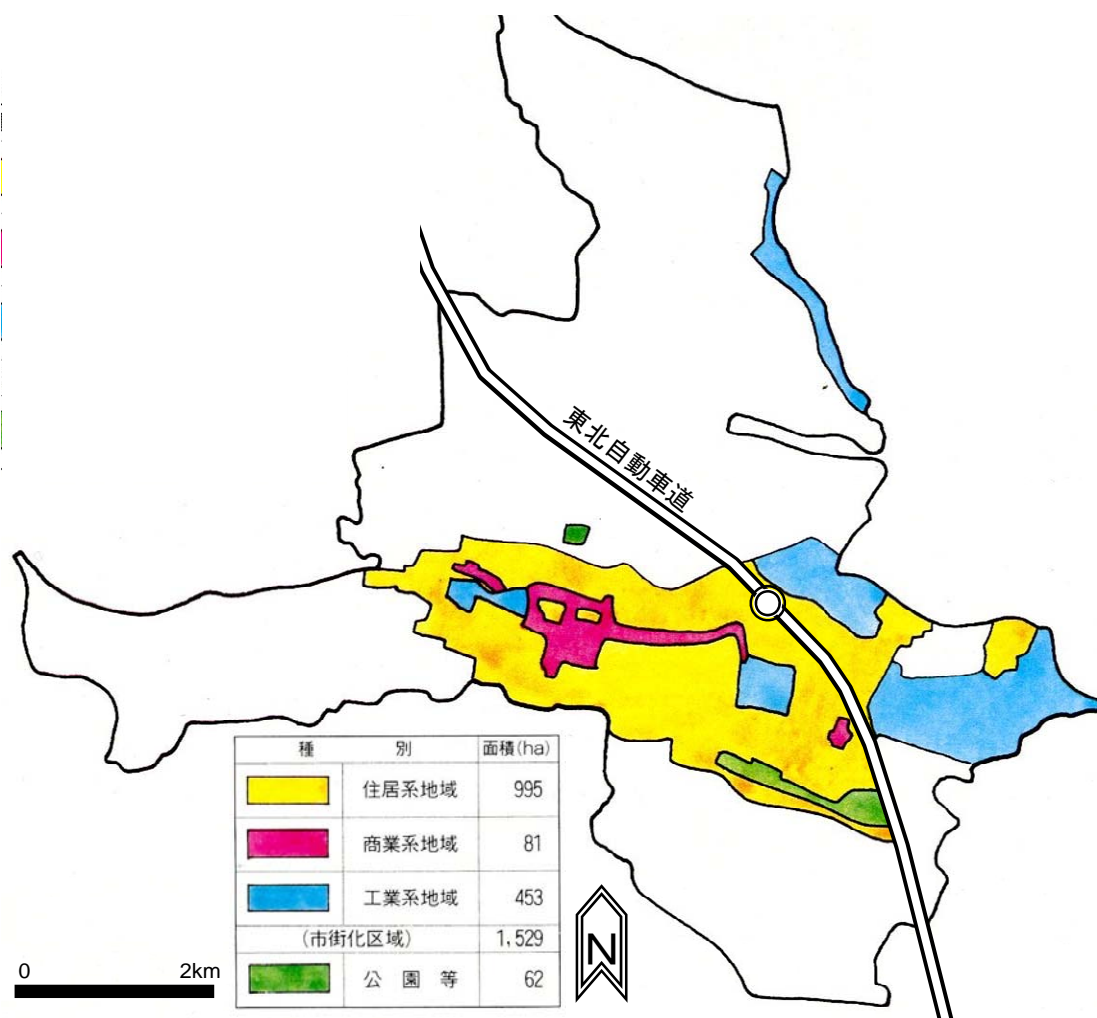 東北自動車道
種 別 面積(ha)
住居系地域 995
商業系地域 81
工業系地域 453
(市街化区域) 1,529
公園等 62
0 2km
N